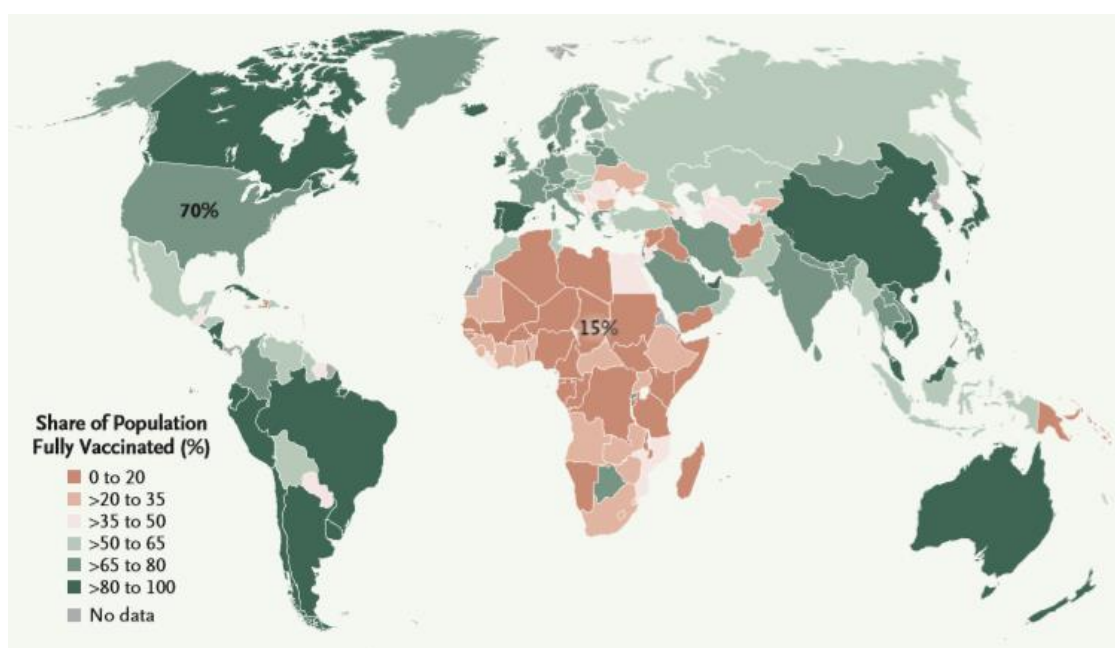 70%
15%
Share of Population
Fully Vaccinated (%)
0 to 20
>20 to 35
>35 to 50
>50 to 65
>65 to 80
>80 to 100
No data